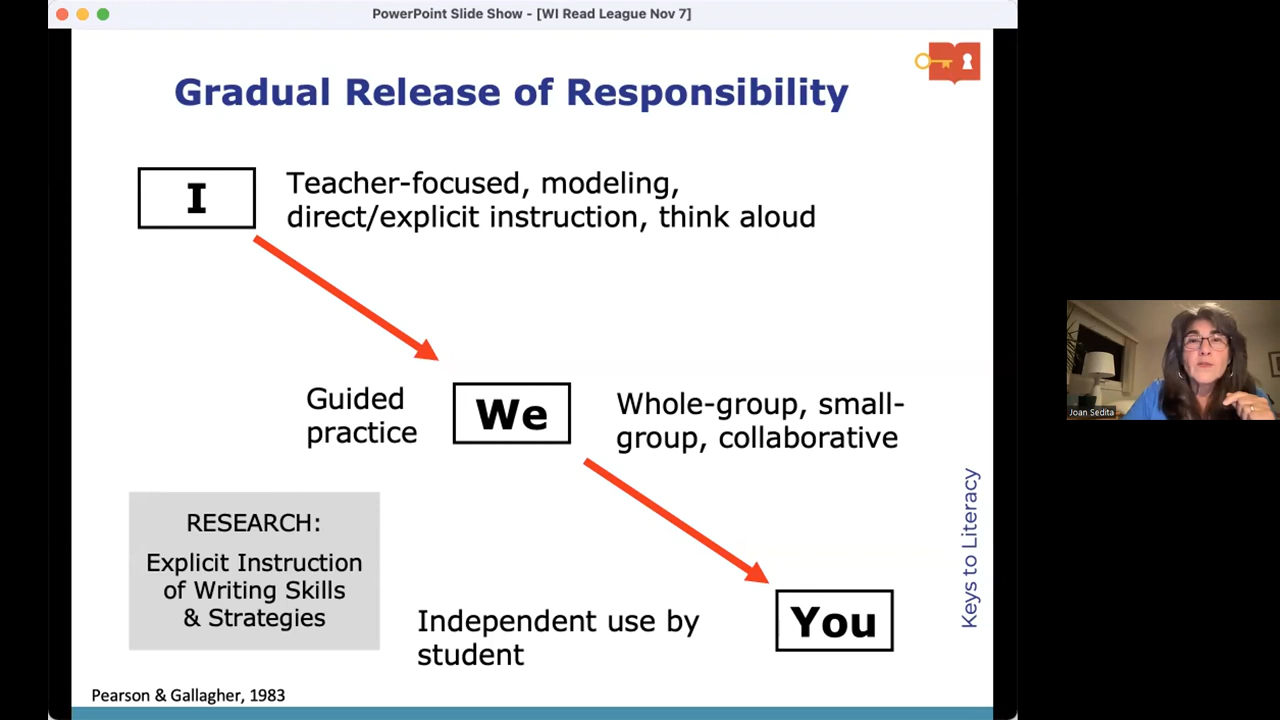 PowerPoint Slide Show - [WI Read League Nov 7]
Gradual Release of Responsibility
I
Teacher-focused, modeling,
direct/explicit instruction, think aloud
Guided
practice
We
Whole-group, small-
group, collaborative
RESEARCH:
Explicit Instruction
of Writing Skills
& Strategies
Independent use by
student
You
Pearson & Gallagher, 1983
Keys to Literacy
Joan Sedita